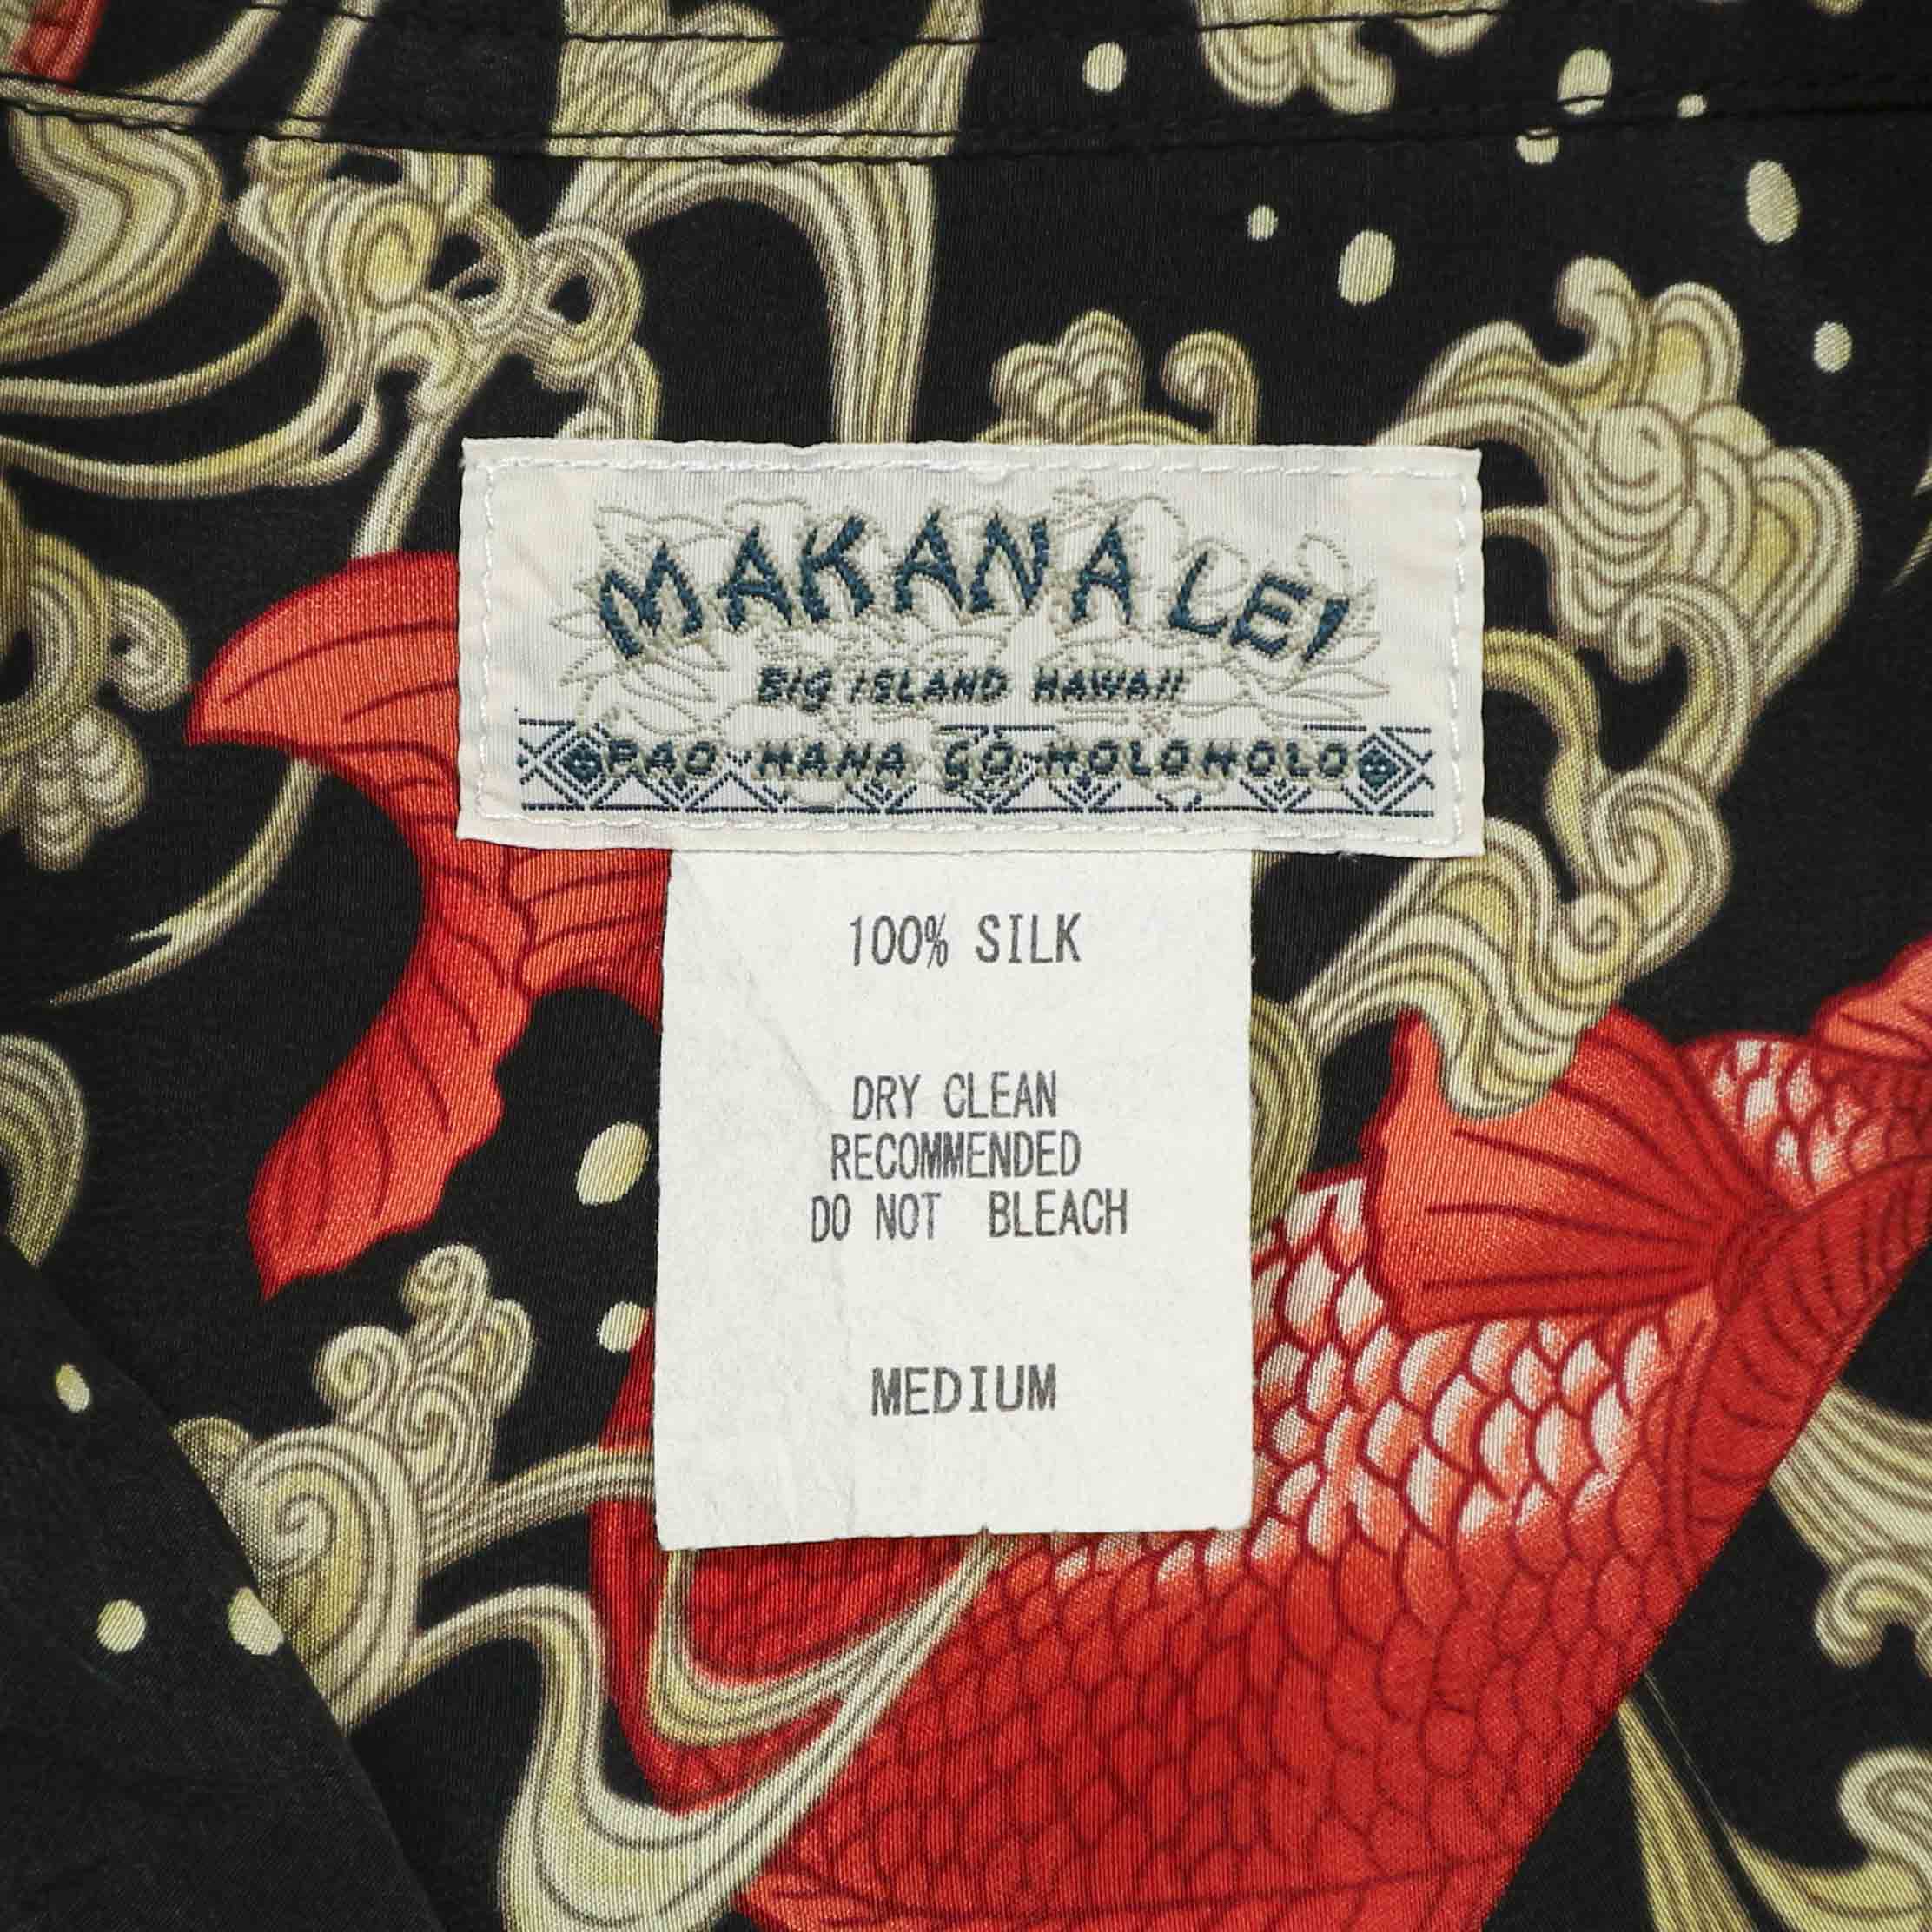 MAKANA LEI
BIG ISLAND HAWAII
PAO HANA GO HOLOHOLO
100% SILK
DRY CLEAN
RECOMMENDED
DO NOT BLEACH
MEDIUM